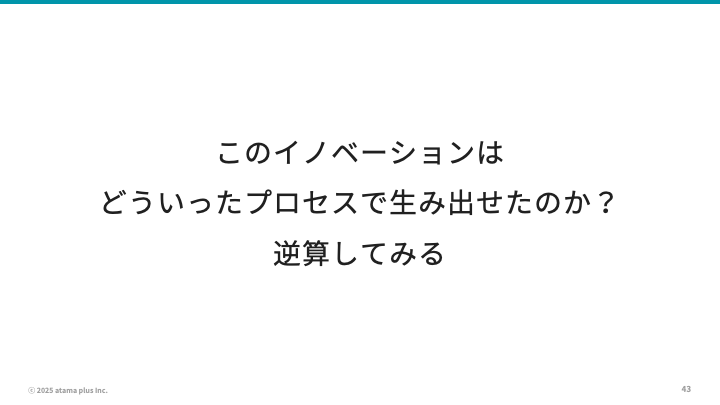 このイノベーションは
どういったプロセスで生み出せたのか？
逆算してみる
ⓒ 2025 atama plus Inc.
43